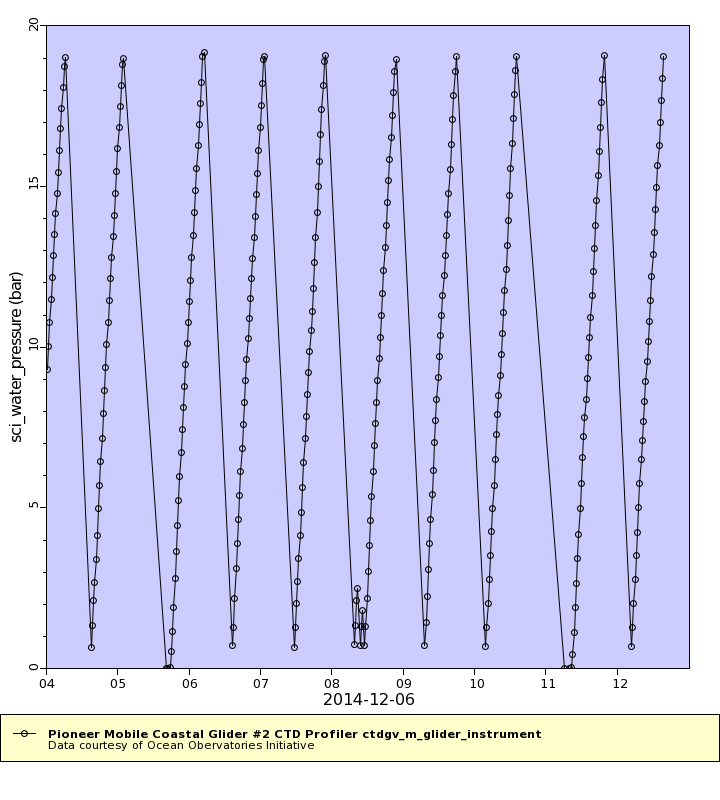 20
15
10
5
0
sci_water_pressure (bar)
04 05 06 07 08 09 10 11 12
2014-12-06
Pioneer Mobile Coastal Glider #2 CTD Profiler ctdgv_m_glider_instrument
Data courtesy of Ocean Obervatories Initiative